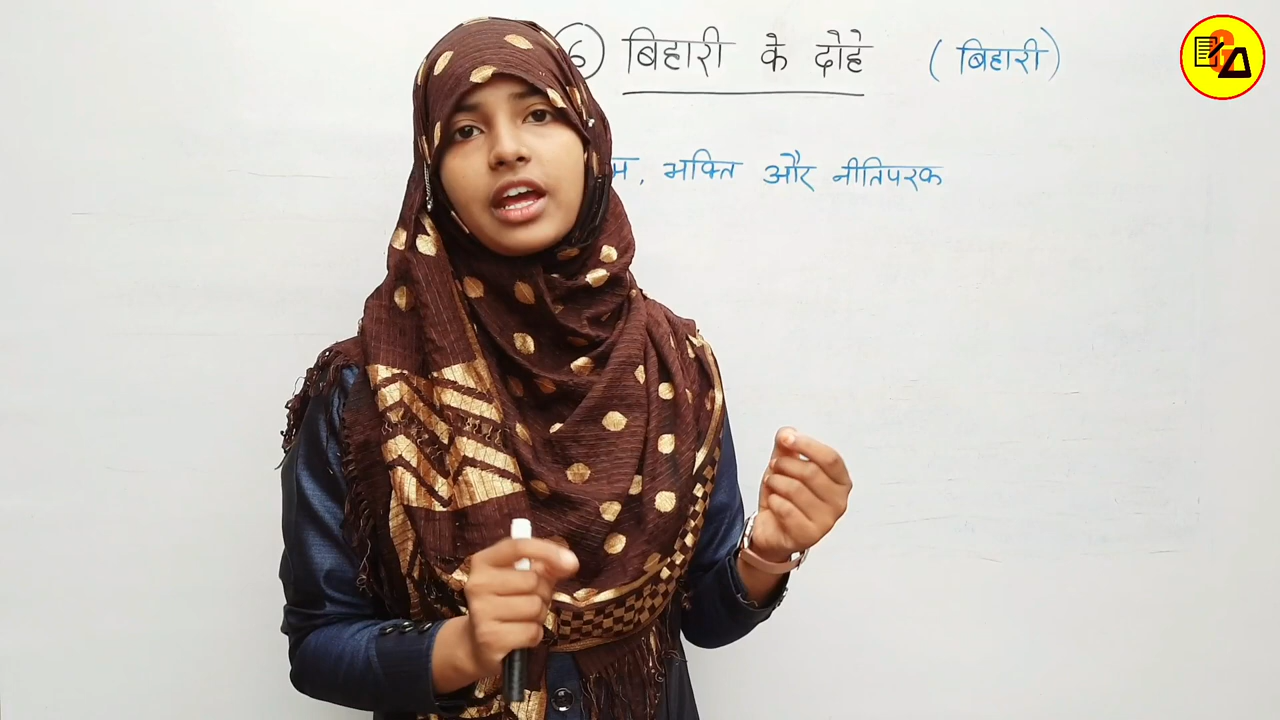 6 बिहारी के दोहे (बिहारी)
, भक्ति और नीतिपरक